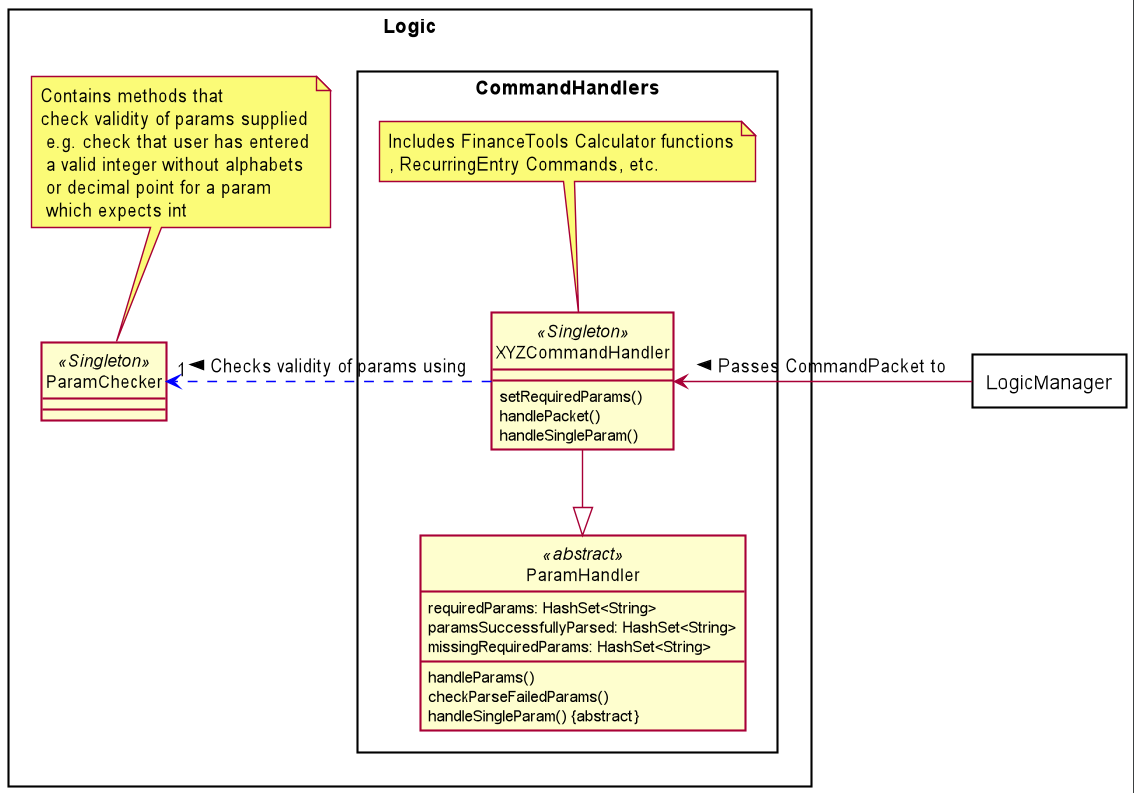 Logic
Contains methods that
check validity of params supplied
e.g. check that user has entered
a valid integer without alphabets
or decimal point for a param
which expects int
CommandHandlers
Includes FinanceTools Calculator functions
, RecurringEntry Commands, etc.
«Singleton»
ParamChecker
1
◄ Checks validity of params using
«Singleton»
XYZCommandHandler
setRequiredParams()
handlePacket()
handleSingleParam()
◄ Passes CommandPacket to
LogicManager
«abstract»
ParamHandler
requiredParams: HashSet<String>
paramsSuccessfullyParsed: HashSet<String>
missingRequiredParams: HashSet<String>
handleParams()
checkParseFailedParams()
handleSingleParam() {abstract}